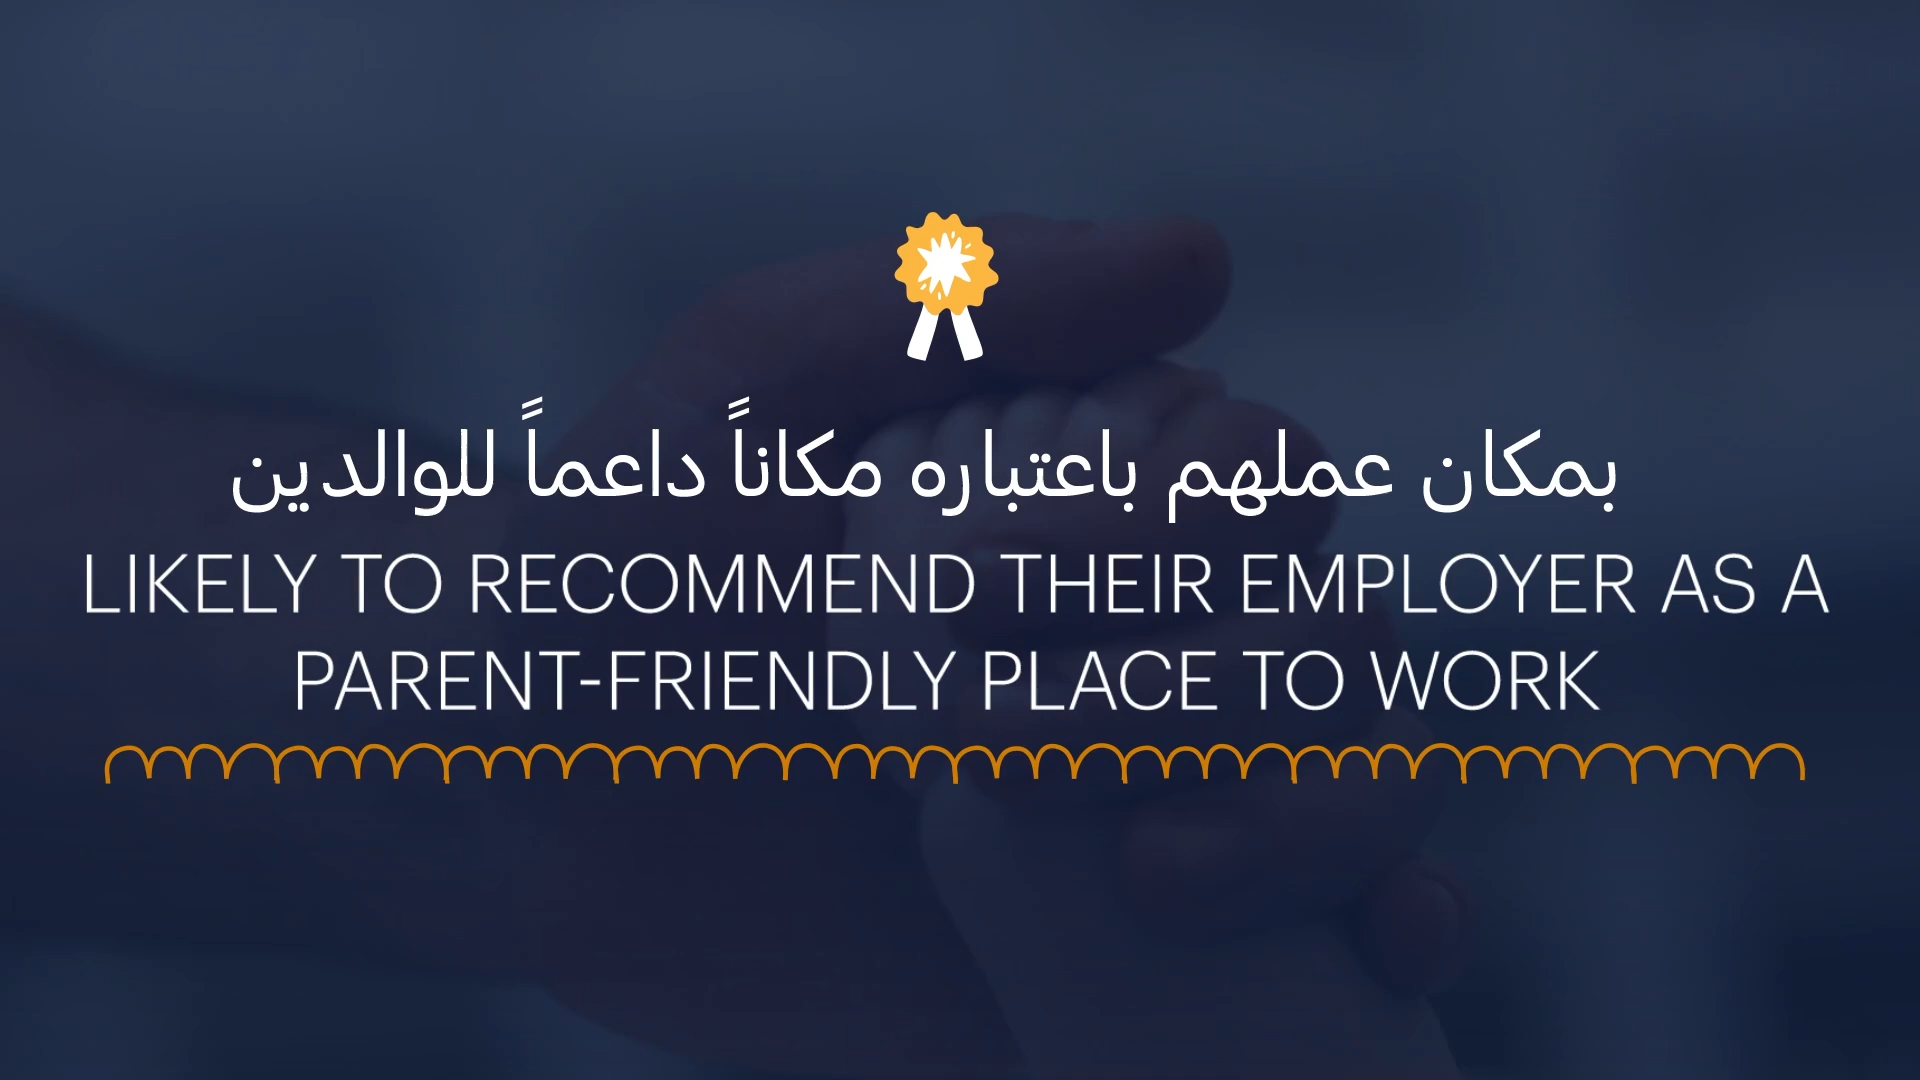 بمكان عملهم باعتباره مكاناً داعماً للوالدين
LIKELY TO RECOMMEND THEIR EMPLOYER AS A
PARENT-FRIENDLY PLACE TO WORK